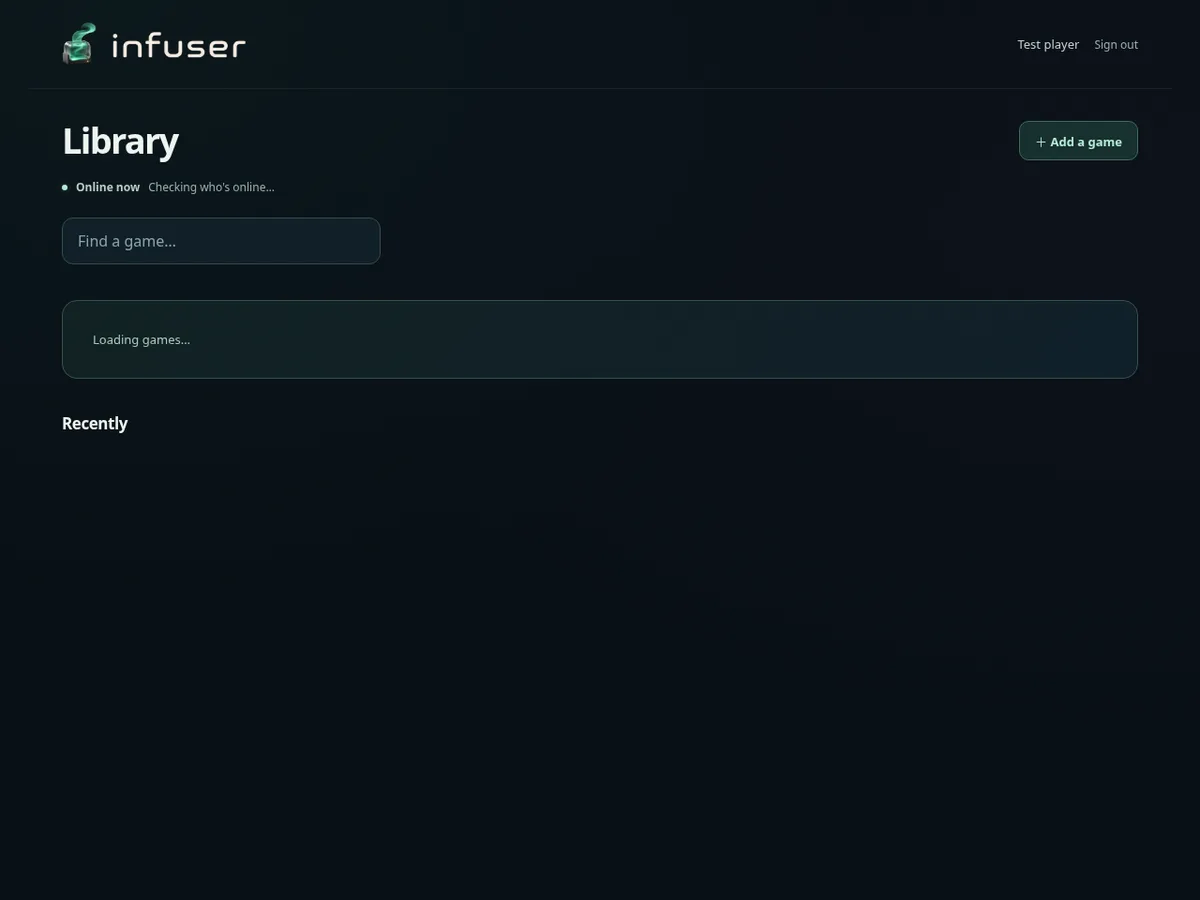 infuser
Test player
Sign out
Library
+ Add a game
Online now
Checking who's online...
Find a game...
Loading games...
Recently